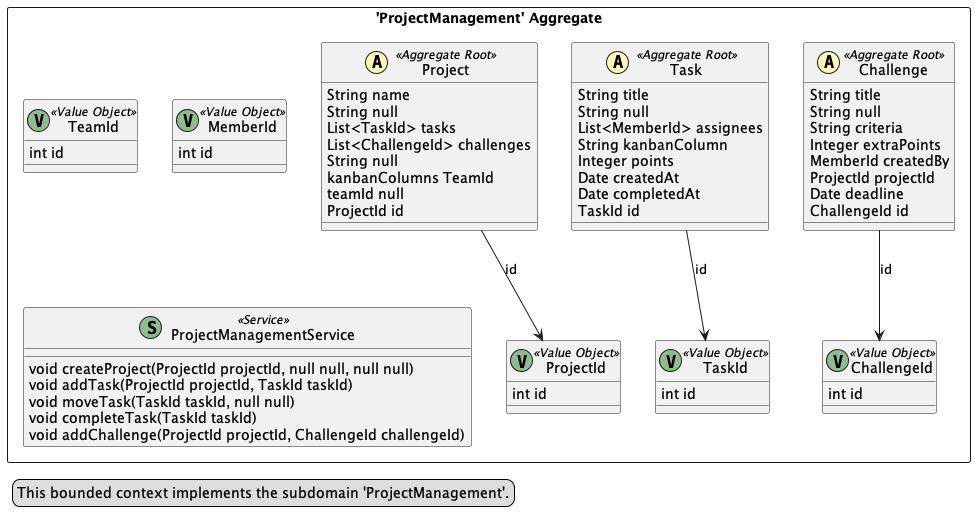 'ProjectManagement' Aggregate
V «Value Object»
TeamId
int id
V «Value Object»
MemberId
int id
A «Aggregate Root»
Project
String name
String null
List<TaskId> tasks
List<ChallengeId> challenges
String null
kanbanColumns TeamId
teamId null
ProjectId id
A «Aggregate Root»
Task
String title
String null
List<MemberId> assignees
String kanbanColumn
Integer points
Date createdAt
Date completedAt
TaskId id
A «Aggregate Root»
Challenge
String title
String null
String criteria
Integer extraPoints
MemberId createdBy
ProjectId projectId
Date deadline
ChallengeId id
id
id
id
S «Service»
ProjectManagementService
void createProject(ProjectId projectId, null null, null null)
void addTask(ProjectId projectId, TaskId taskId)
void moveTask(TaskId taskId, null null)
void completeTask(TaskId taskId)
void addChallenge(ProjectId projectId, ChallengeId challengeId)
V «Value Object»
ProjectId
int id
V «Value Object»
TaskId
int id
V «Value Object»
ChallengeId
int id
This bounded context implements the subdomain 'ProjectManagement'.